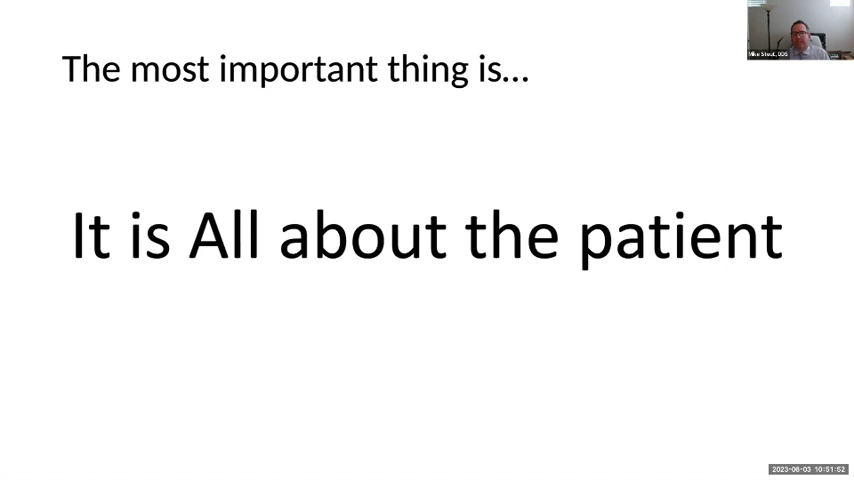 The most important thing is...
It is All about the patient
2023-06-03 10:51:52